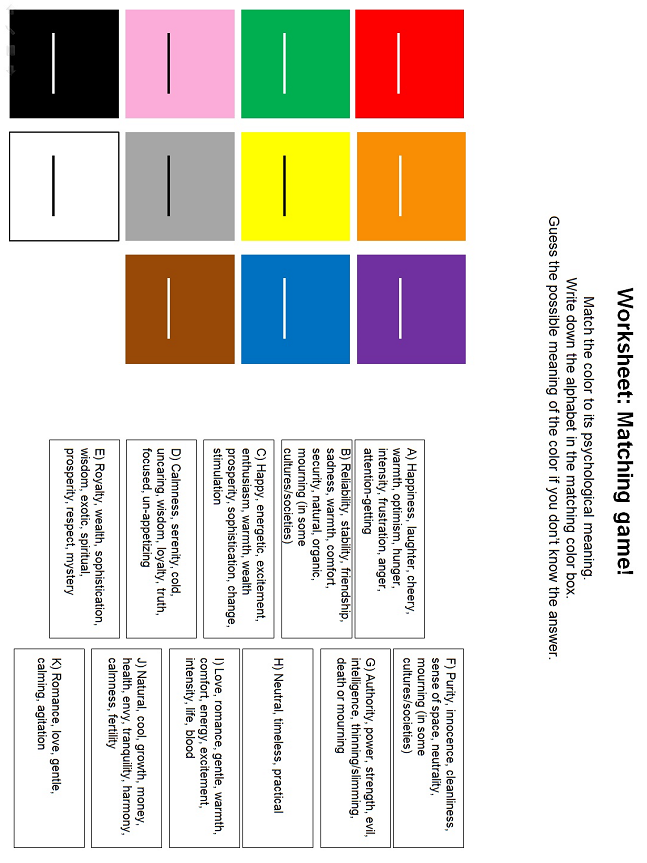 Worksheet: Matching game!
Match the color to its psychological meaning.
Write down the alphabet in the matching color box.
Guess the possible meaning of the color if you don't know the answer.
A) Happiness, laughter, cheery,
warmth, optimism, hunger,
intensity, frustration, anger,
attention-getting
B) Reliability, stability, friendship,
sadness, warmth, comfort,
security, natural, organic,
mourning (in some
cultures/societies)
C) Happy, energetic, excitement,
enthusiasm, warmth, wealth
prosperity, sophistication, change,
stimulation
D) Calmness, serenity, cold,
uncaring, wisdom, loyalty, truth,
focused, un-appetizing
E) Royalty, wealth, sophistication,
wisdom, exotic, spiritual,
prosperity, respect, mystery
F) Purity, innocence, cleanliness,
sense of space, neutrality,
mourning (in some
cultures/societies)
G) Authority, power, strength, evil,
intelligence, thinning/slimming,
death or mourning
H) Neutral, timeless, practical
I) Love, romance, gentle, warmth,
comfort, energy, excitement,
intensity, life, blood
J) Natural, cool, growth, money,
health, envy, tranquility, harmony,
calmness, fertility
K) Romance, love, gentle,
calming, agitation